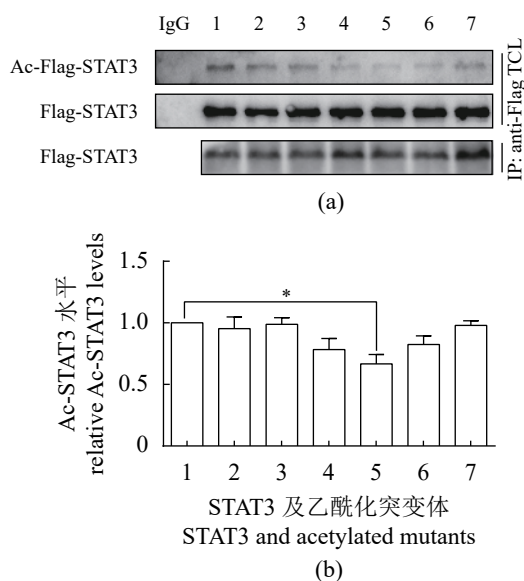 (a)
IgG 1 2 3 4 5 6 7
Ac-Flag-STAT3
Flag-STAT3
Flag-STAT3
IP: anti-Flag TCL
(a)
1.5
*
1.0
0.5
0
Ac-STAT3 水平
relative Ac-STAT3 levels
1 2 3 4 5 6 7
STAT3 及乙酰化突变体
STAT3 and acetylated mutants
(b)